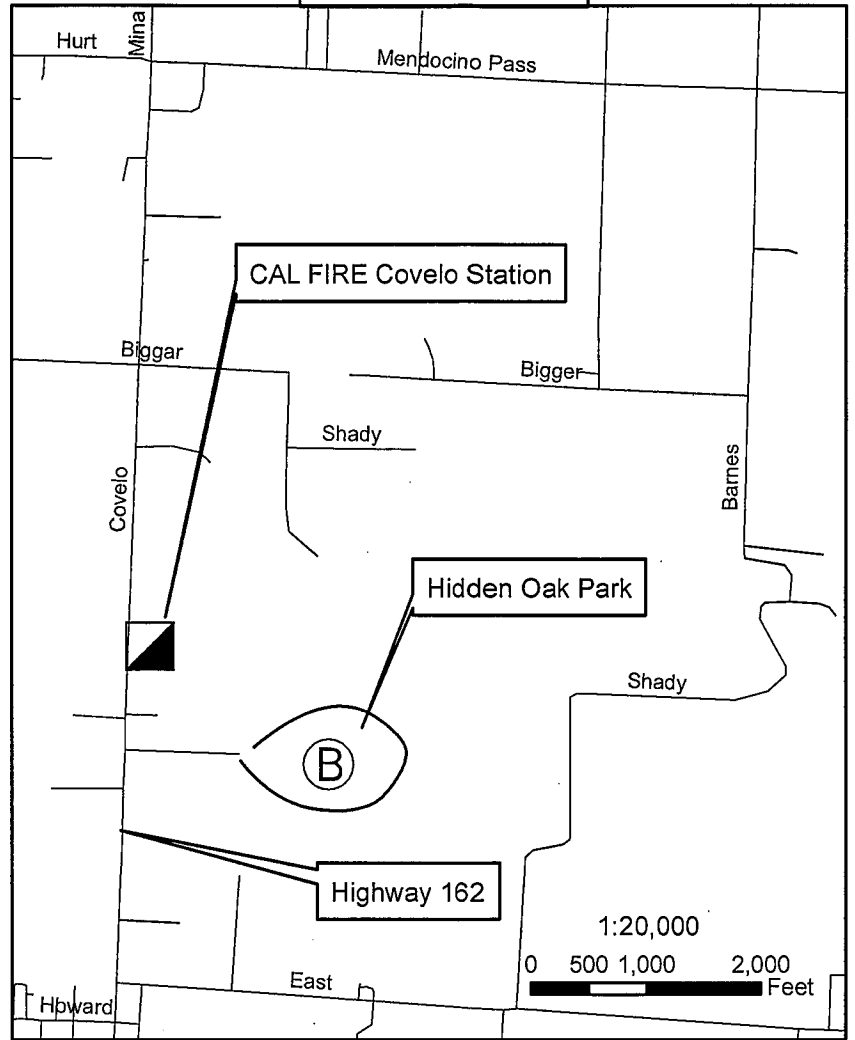 Hurt
Mina
Mendocino Pass
CAL FIRE Covelo Station
Biggar
Bigger
Shady
Covelo
Barnes
Hidden Oak Park
Shady
B
Highway 162
1:20,000
0 500 1,000 2,000
Feet
East
Howard